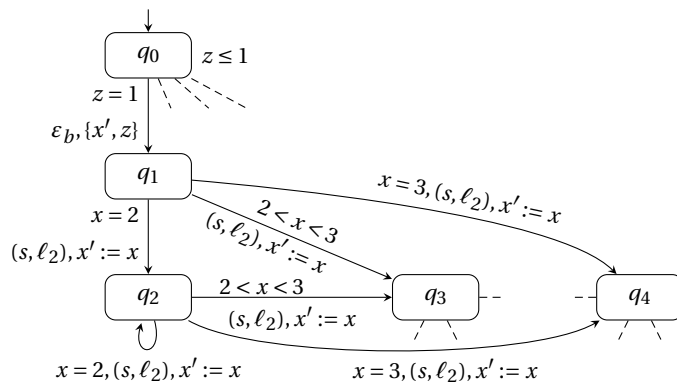 q₀
z ≤ 1
z = 1
ε_b, {x′, z}
q₁
x = 3, (s, ℓ₂), x′ := x
2 < x < 3
(s, ℓ₂), x′ := x
x = 2
(s, ℓ₂), x′ := x
q₂
2 < x < 3
(s, ℓ₂), x′ := x
q₃
q₄
x = 2, (s, ℓ₂), x′ := x
x = 3, (s, ℓ₂), x′ := x